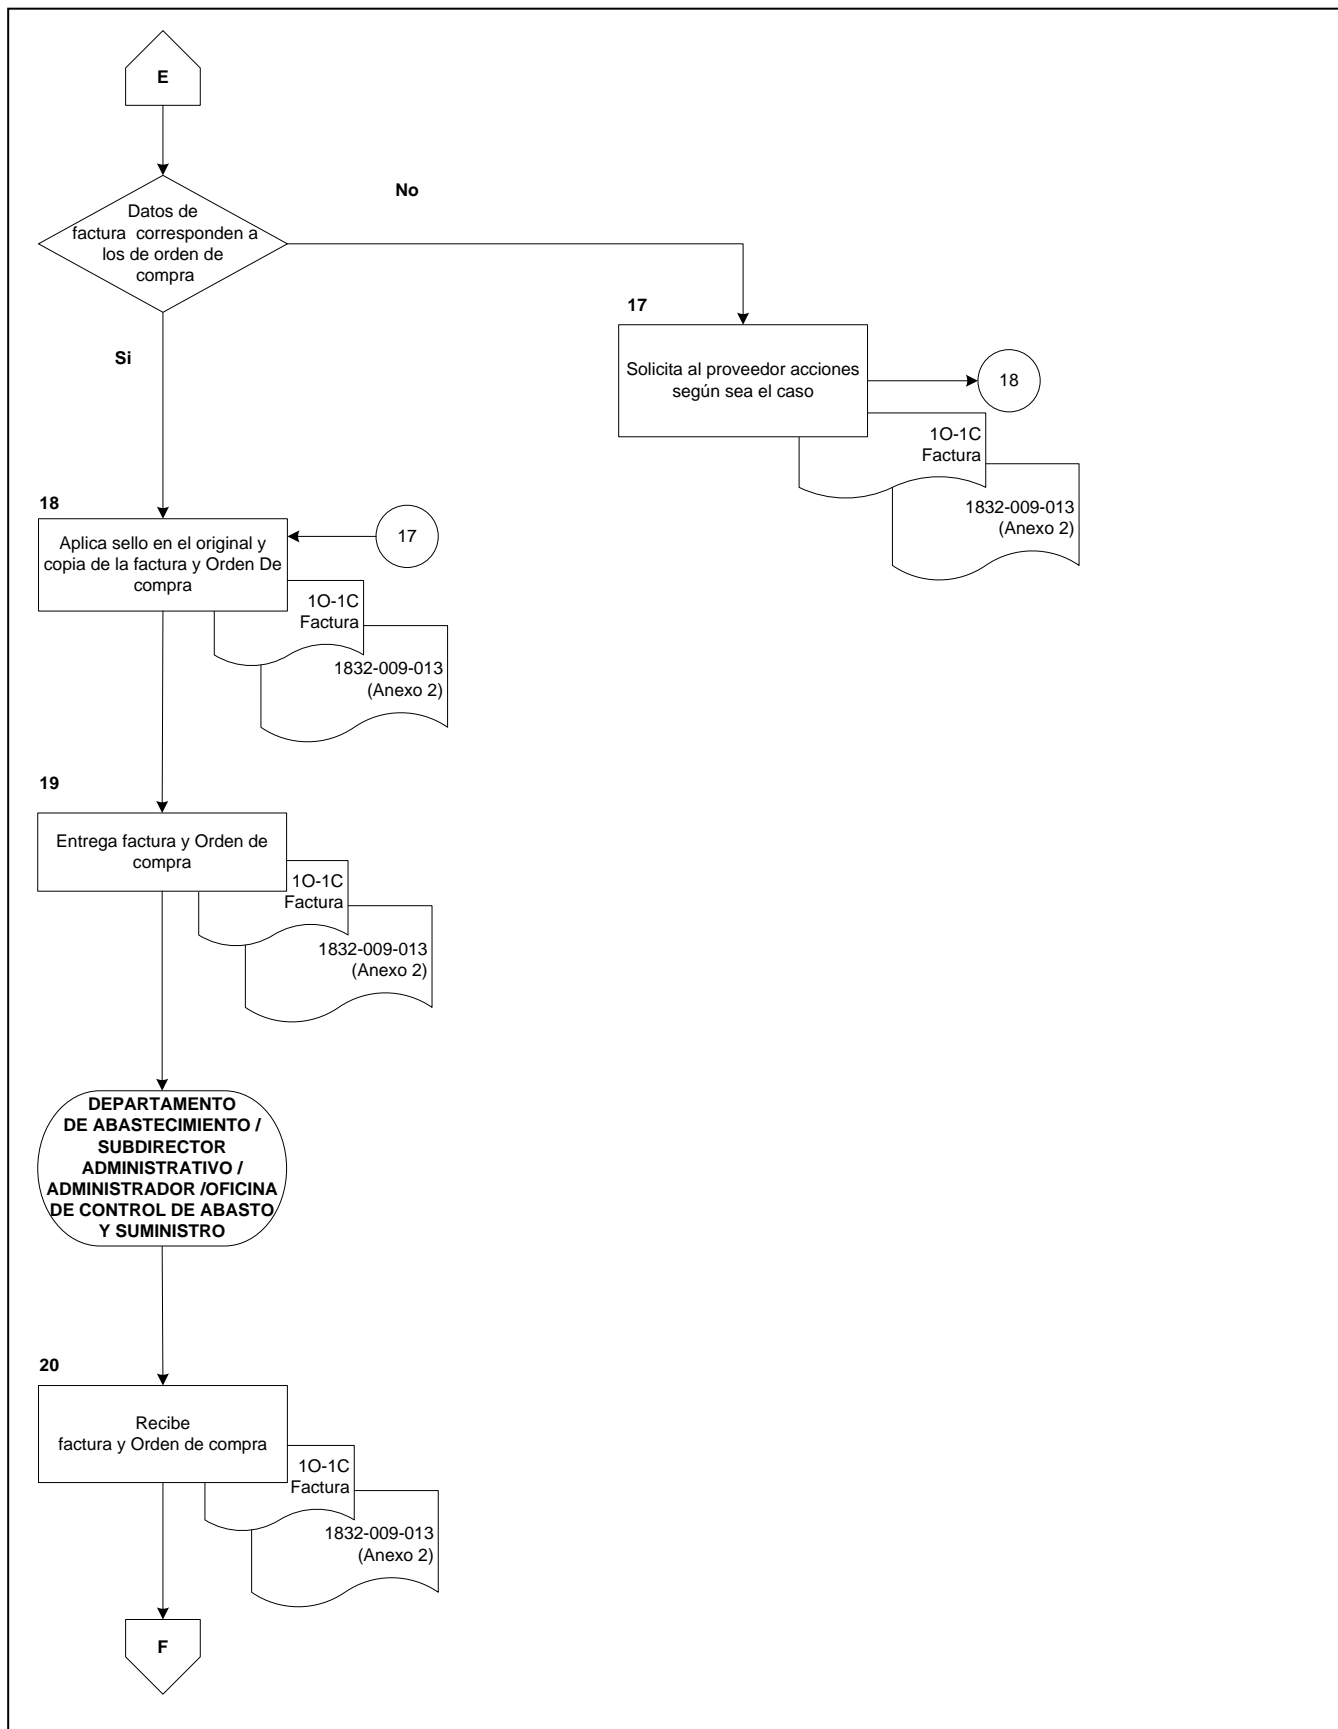 E
Datos de
factura corresponden a
los de orden de
compra
No
Si
17
Solicita al proveedor acciones
según sea el caso
18
1O-1C
Factura
1832-009-013
(Anexo 2)
18
Aplica sello en el original y
copia de la factura y Orden De
compra
17
1O-1C
Factura
1832-009-013
(Anexo 2)
19
Entrega factura y Orden de
compra
1O-1C
Factura
1832-009-013
(Anexo 2)
DEPARTAMENTO
DE ABASTECIMIENTO /
SUBDIRECTOR
ADMINISTRATIVO /
ADMINISTRADOR /OFICINA
DE CONTROL DE ABASTO
Y SUMINISTRO
20
Recibe
factura y Orden de compra
1O-1C
Factura
1832-009-013
(Anexo 2)
F